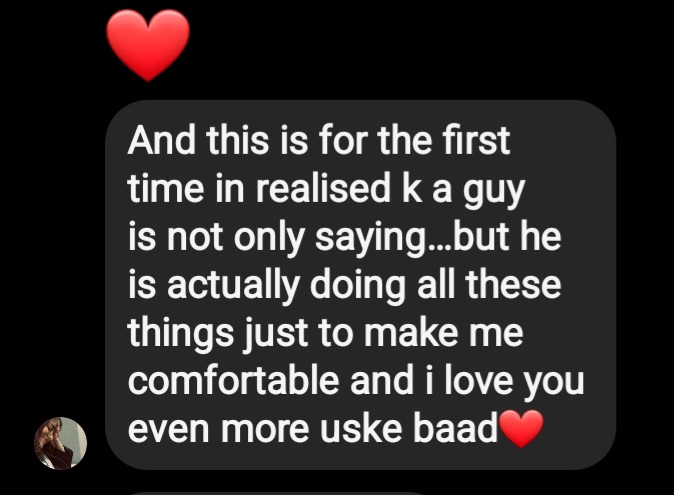 And this is for the first
time in realised k a guy
is not only saying...but he
is actually doing all these
things just to make me
comfortable and i love you
even more uske baad❤️